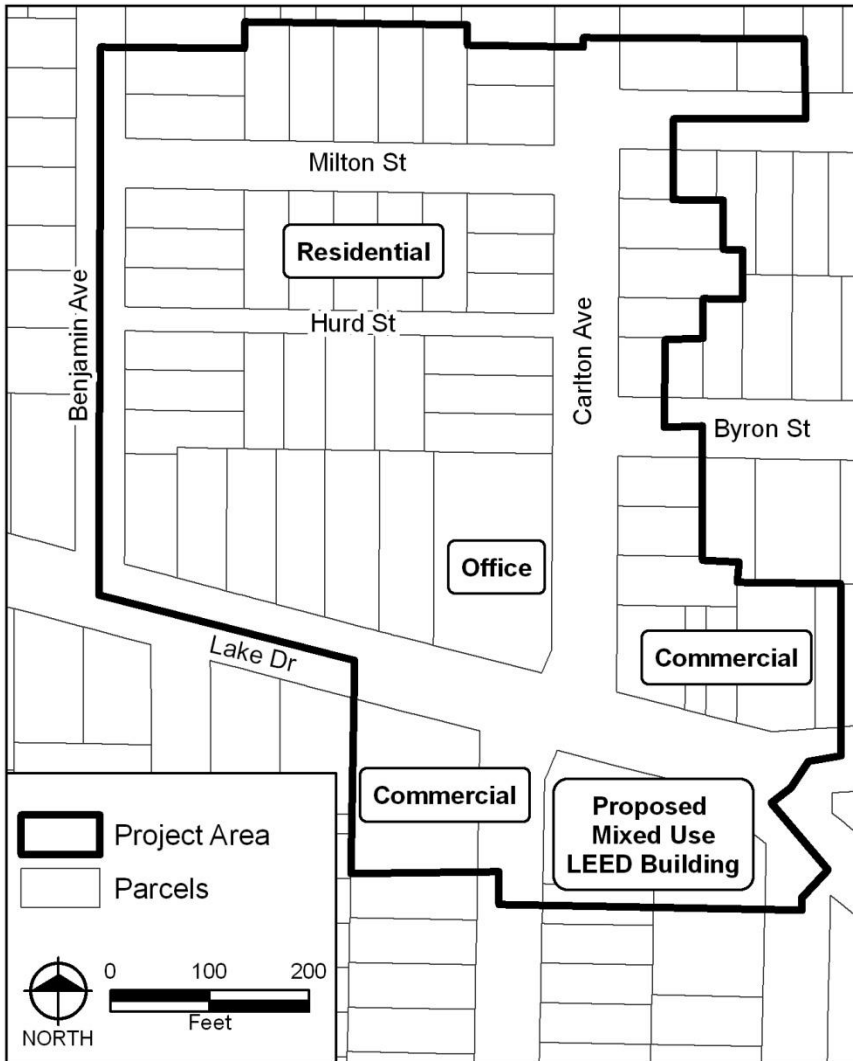 Milton St
Residential
Benjamin Ave
Hurd St
Carlton Ave
Byron St
Office
Lake Dr
Commercial
Commercial
Proposed
Mixed Use
LEED Building
Project Area
Parcels
0 100 200
Feet
NORTH